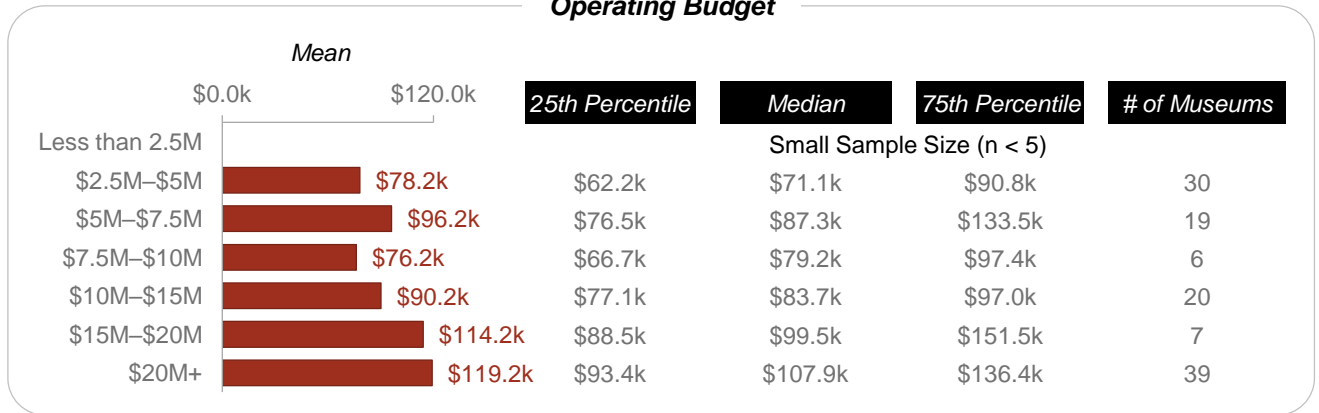 Operating Budget
Mean
$0.0k $120.0k 25th Percentile Median 75th Percentile # of Museums
Less than 2.5M Small Sample Size (n < 5)
$2.5M–$5M $78.2k $62.2k $71.1k $90.8k 30
$5M–$7.5M $96.2k $76.5k $87.3k $133.5k 19
$7.5M–$10M $76.2k $66.7k $79.2k $97.4k 6
$10M–$15M $90.2k $77.1k $83.7k $97.0k 20
$15M–$20M $114.2k $88.5k $99.5k $151.5k 7
$20M+ $119.2k $93.4k $107.9k $136.4k 39